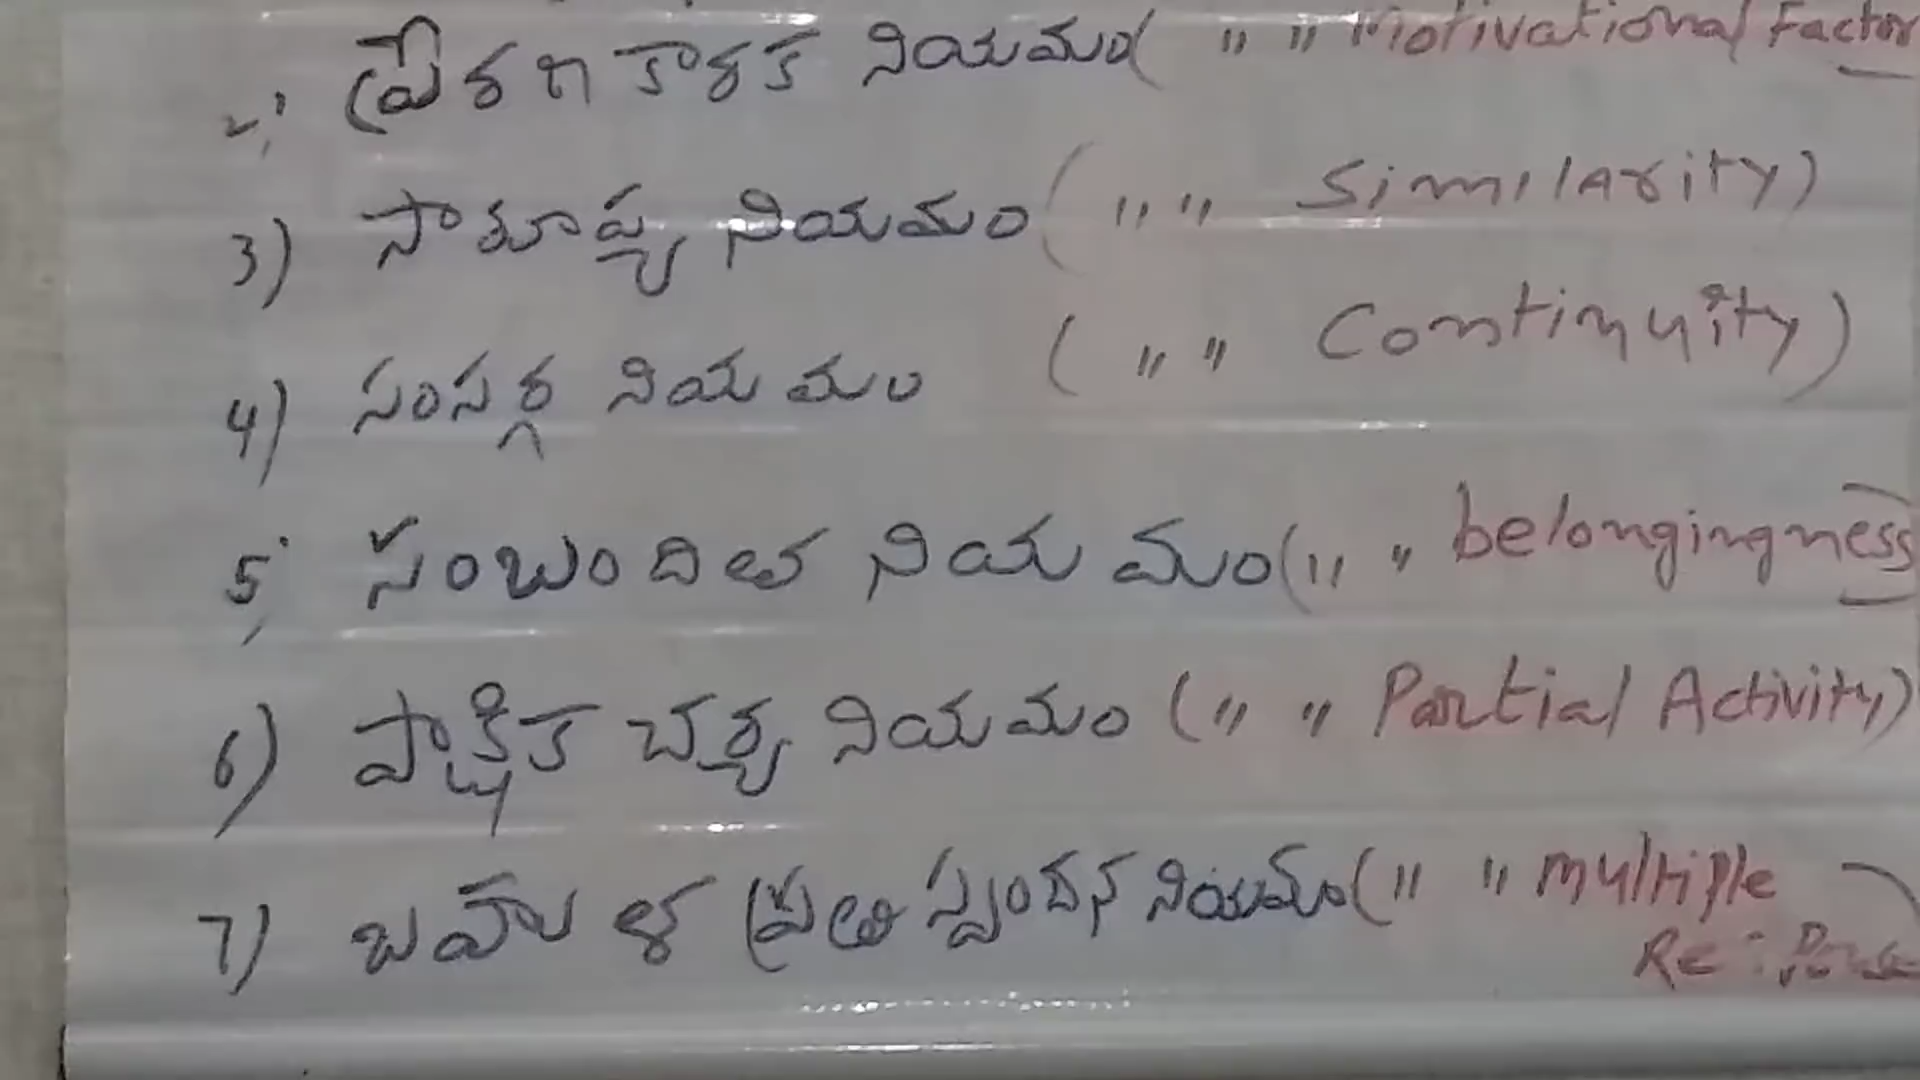 2) ప్రేరణ కారక నియమం( " " Motivational Factor
3) సారూప్య నియమం( " " Similarity)
4) సంసర్గ నియమం ( " " Continuity)
5) సంబందిత నియమం( " " belongingness)
6) పాక్షిక చర్య నియమం ( " " Partial Activity)
7) బహుళ ప్రతిస్పందన నియమం( " " multiple
Response